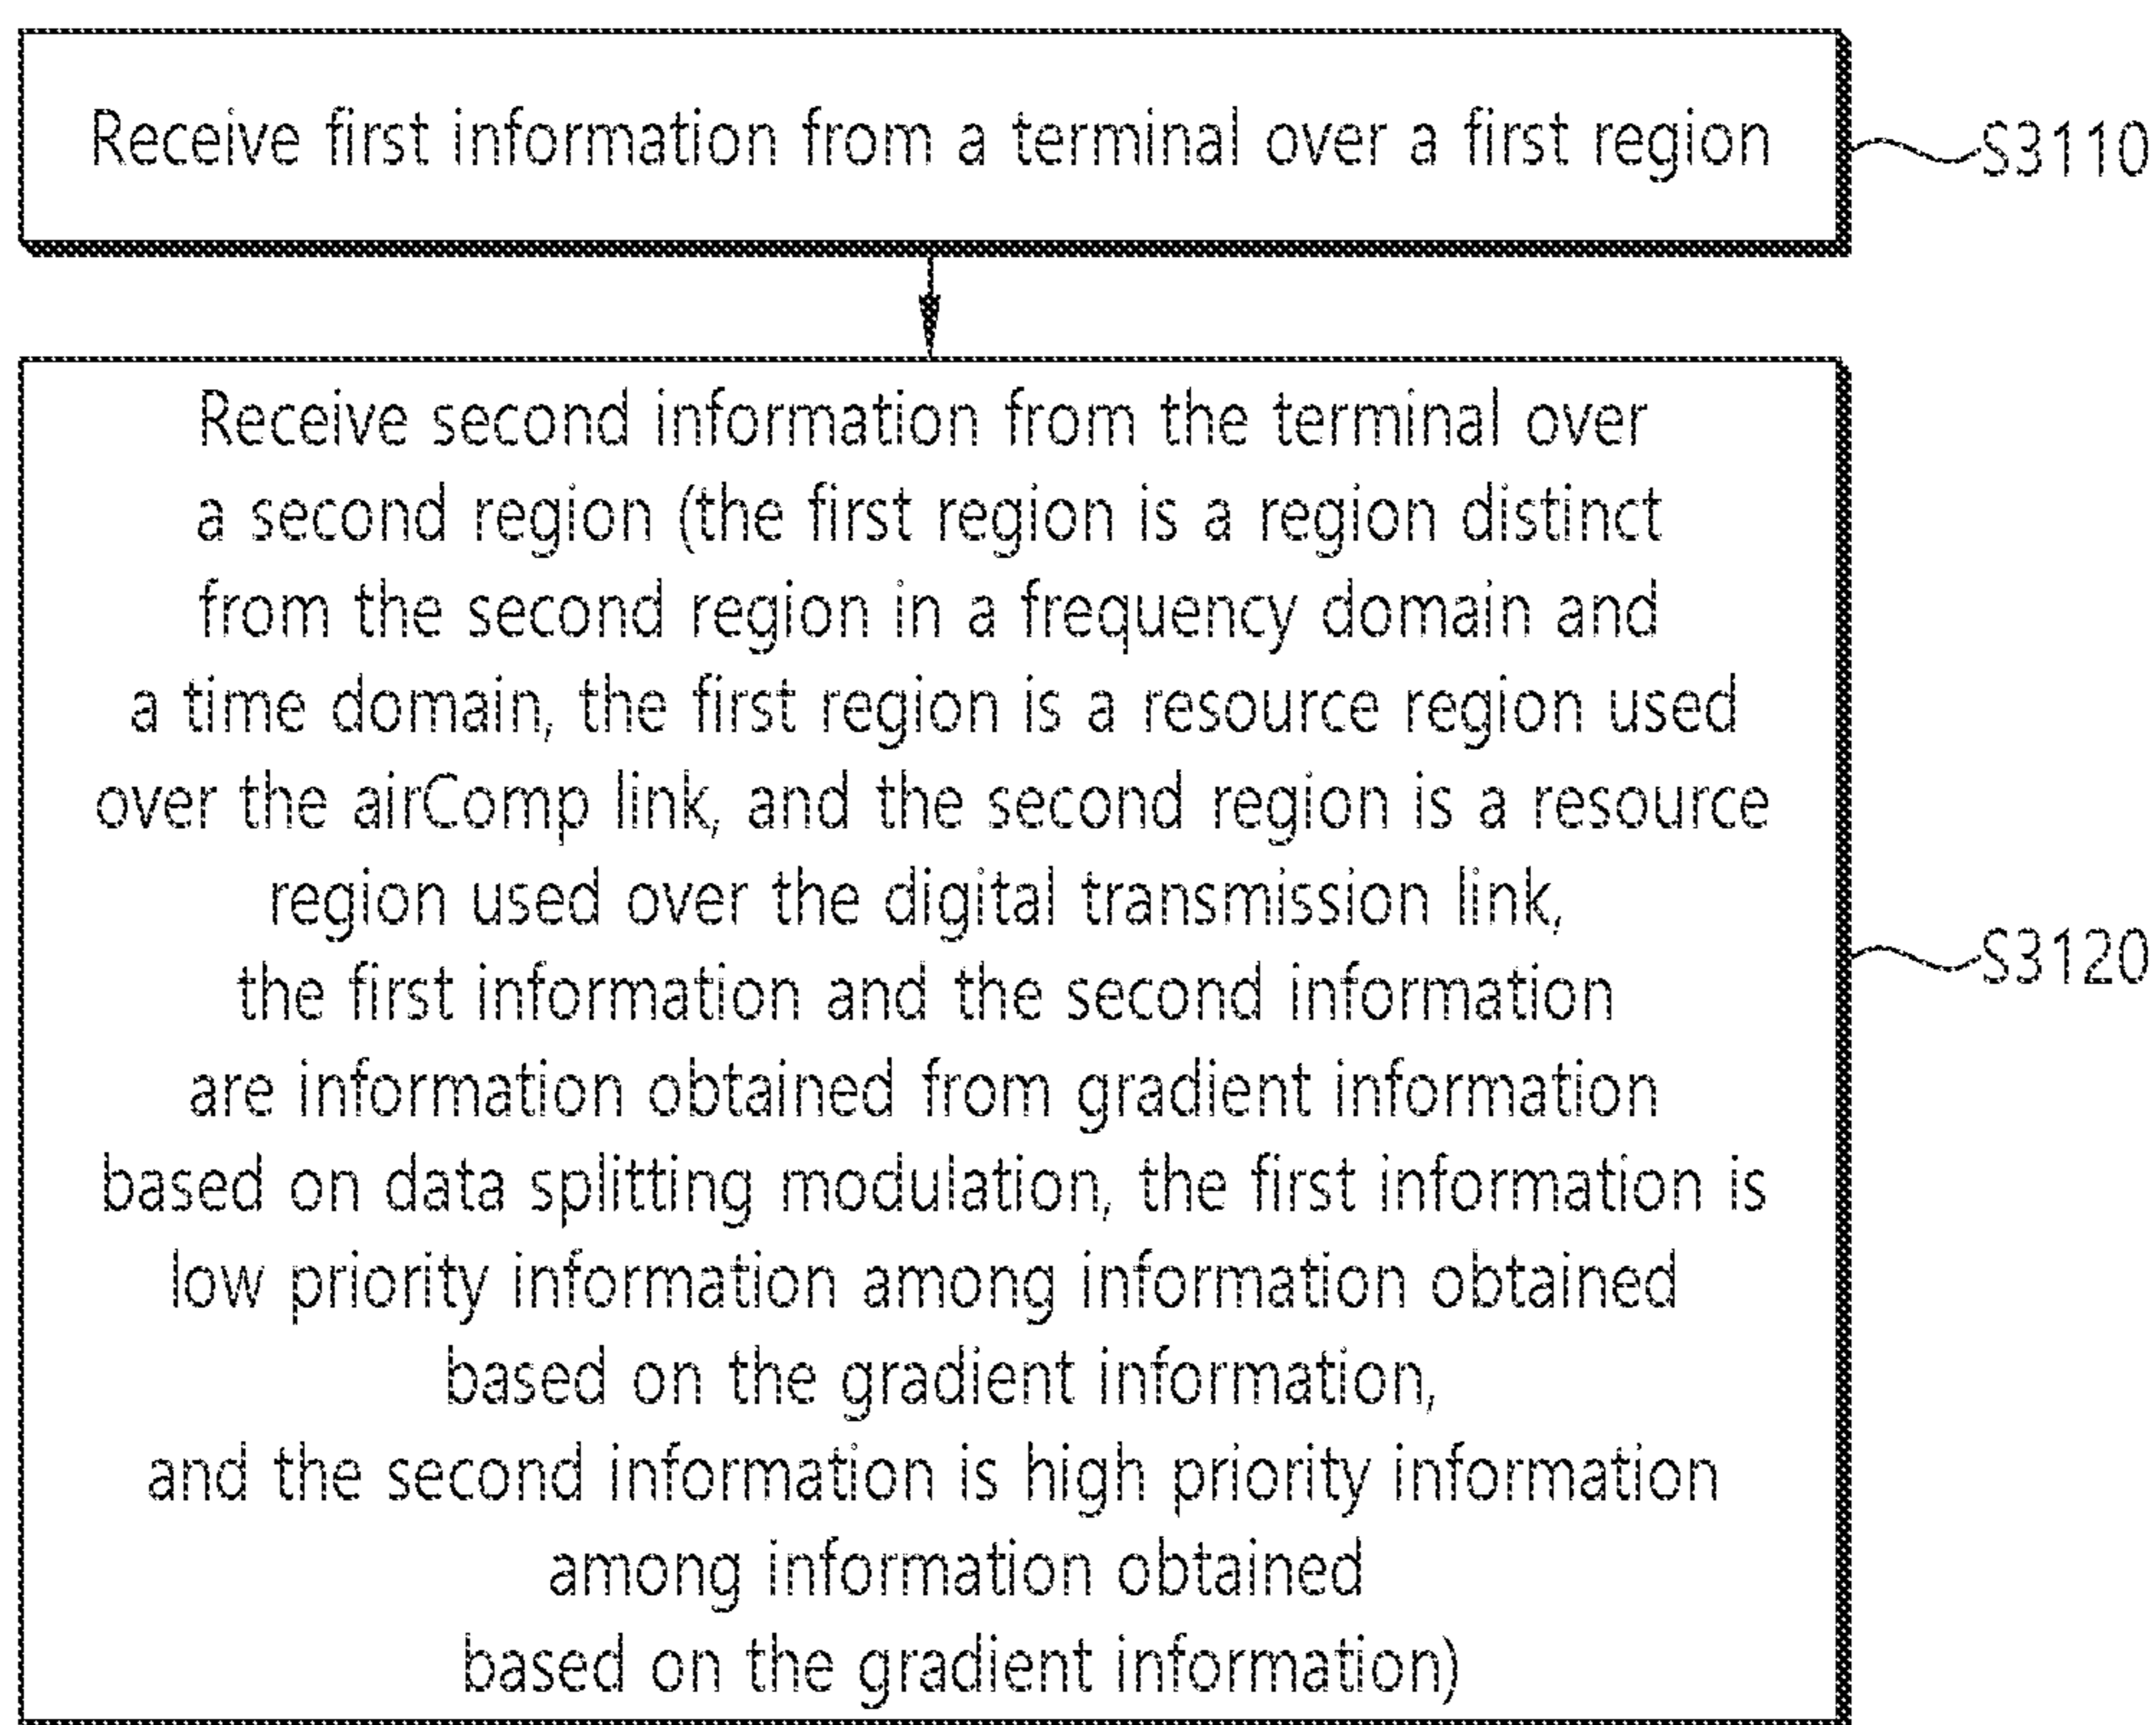 Receive first information from a terminal over a first region
S3110
Receive second information from the terminal over
a second region (the first region is a region distinct
from the second region in a frequency domain and
a time domain, the first region is a resource region used
over the airComp link, and the second region is a resource
region used over the digital transmission link,
the first information and the second information
are information obtained from gradient information
based on data splitting modulation, the first information is
low priority information among information obtained
based on the gradient information,
and the second information is high priority information
among information obtained
based on the gradient information)
S3120